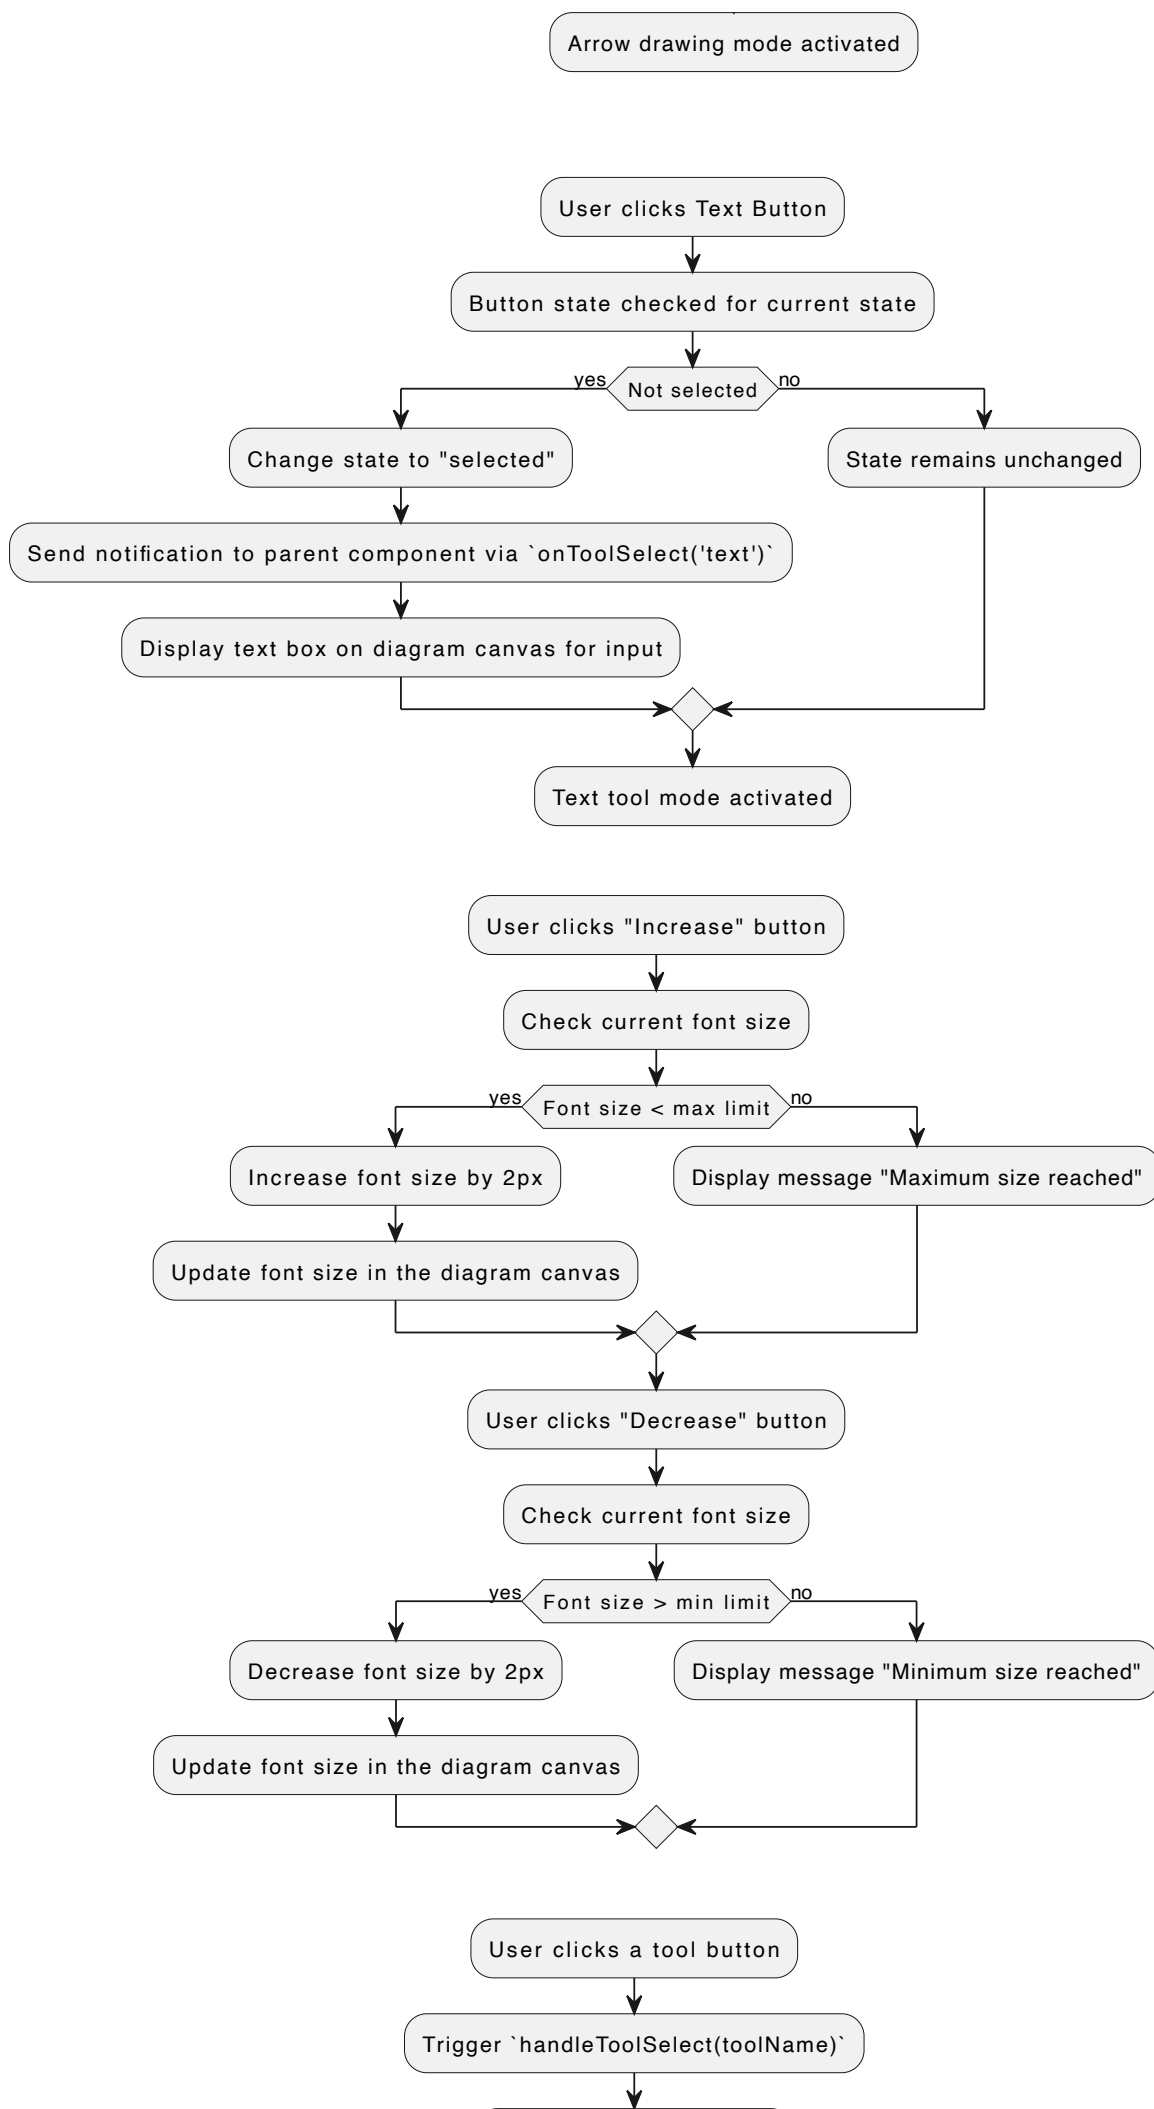 Arrow drawing mode activated
User clicks Text Button
Button state checked for current state
yes
Not selected
no
Change state to "selected"
State remains unchanged
Send notification to parent component via `onToolSelect('text')`
Display text box on diagram canvas for input
Text tool mode activated
User clicks "Increase" button
Check current font size
yes
Font size < max limit
no
Increase font size by 2px
Display message "Maximum size reached"
Update font size in the diagram canvas
User clicks "Decrease" button
Check current font size
yes
Font size > min limit
no
Decrease font size by 2px
Display message "Minimum size reached"
Update font size in the diagram canvas
User clicks a tool button
Trigger `handleToolSelect(toolName)`